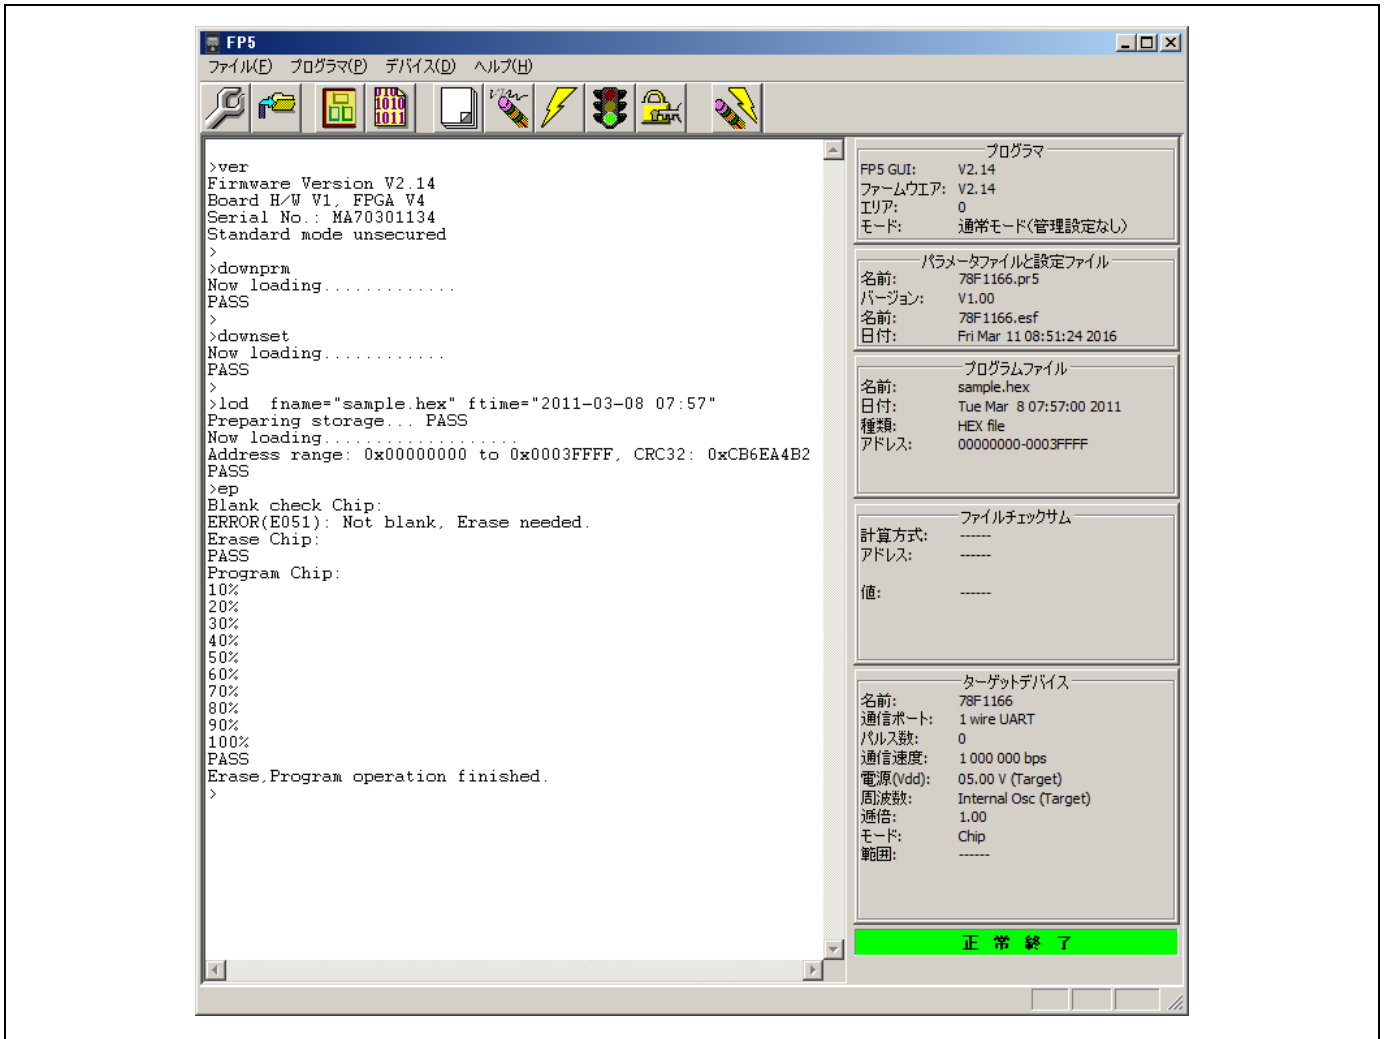 FP5
ファイル(F) プログラマ(P) デバイス(D) ヘルプ(H)
>ver
Firmware Version V2.14
Board H/W V1, FPGA V4
Serial No.: MA70301134
Standard mode unsecured
>
>downprm
Now loading.............
PASS
>
>downset
Now loading............
PASS
>
>lod fname="sample.hex" ftime="2011-03-08 07:57"
Preparing storage... PASS
Now loading...................
Address range: 0x00000000 to 0x0003FFFF, CRC32: 0xCB6EA4B2
PASS
>ep
Blank check Chip:
ERROR(E051): Not blank, Erase needed.
Erase Chip:
PASS
Program Chip:
10%
20%
30%
40%
50%
60%
70%
80%
90%
100%
PASS
Erase,Program operation finished.
>
プログラマ
FP5 GUI: V2.14
ファームウエア: V2.14
エリア: 0
モード: 通常モード(管理設定なし)
パラメータファイルと設定ファイル
名前: 78F1166.pr5
バージョン: V1.00
名前: 78F1166.esf
日付: Fri Mar 11 08:51:24 2016
プログラムファイル
名前: sample.hex
日付: Tue Mar 8 07:57:00 2011
種類: HEX file
アドレス: 00000000-0003FFFF
ファイルチェックサム
計算方式: ------
アドレス: ------
値: ------
ターゲットデバイス
名前: 78F1166
通信ポート: 1 wire UART
パルス数: 0
通信速度: 1 000 000 bps
電源(Vdd): 05.00 V (Target)
周波数: Internal Osc (Target)
逓倍: 1.00
モード: Chip
範囲: ------
正 常 終 了